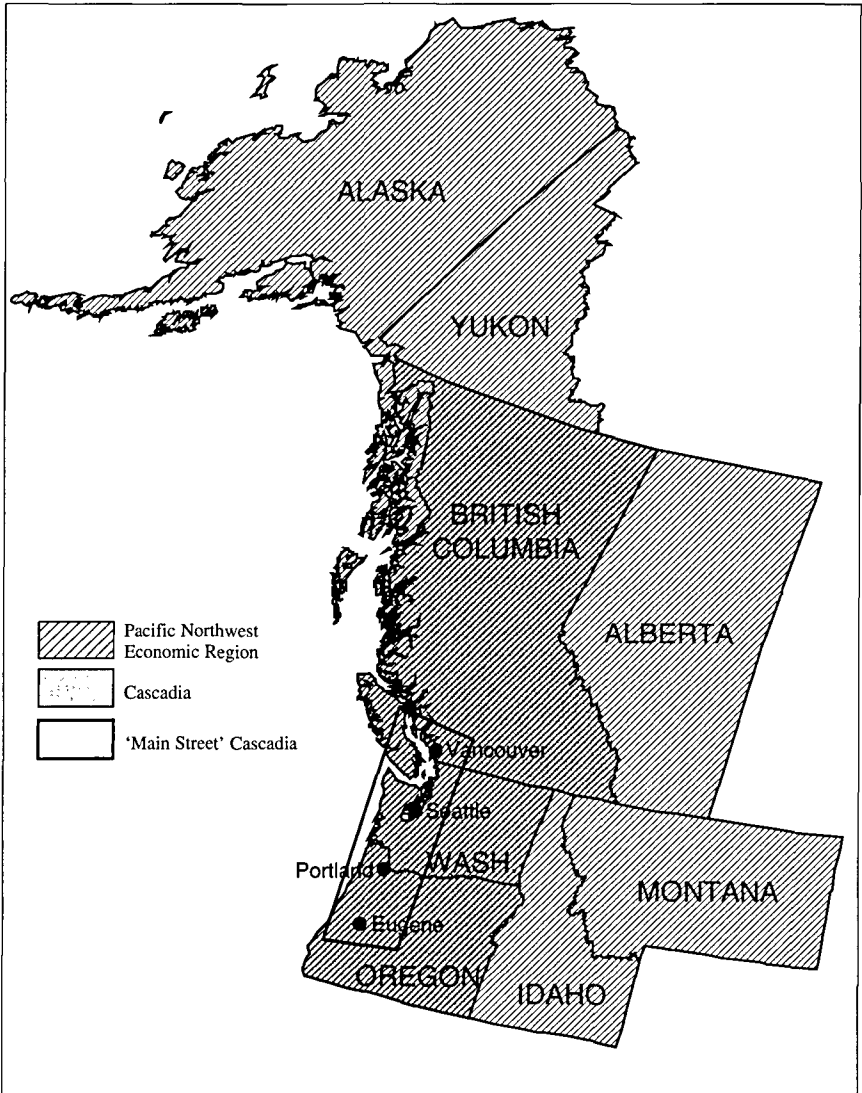 ALASKA
YUKON
BRITISH
COLUMBIA
ALBERTA
Pacific Northwest
Economic Region
Cascadia
'Main Street' Cascadia
Vancouver
Seattle
WASH.
Portland
MONTANA
Eugene
OREGON
IDAHO